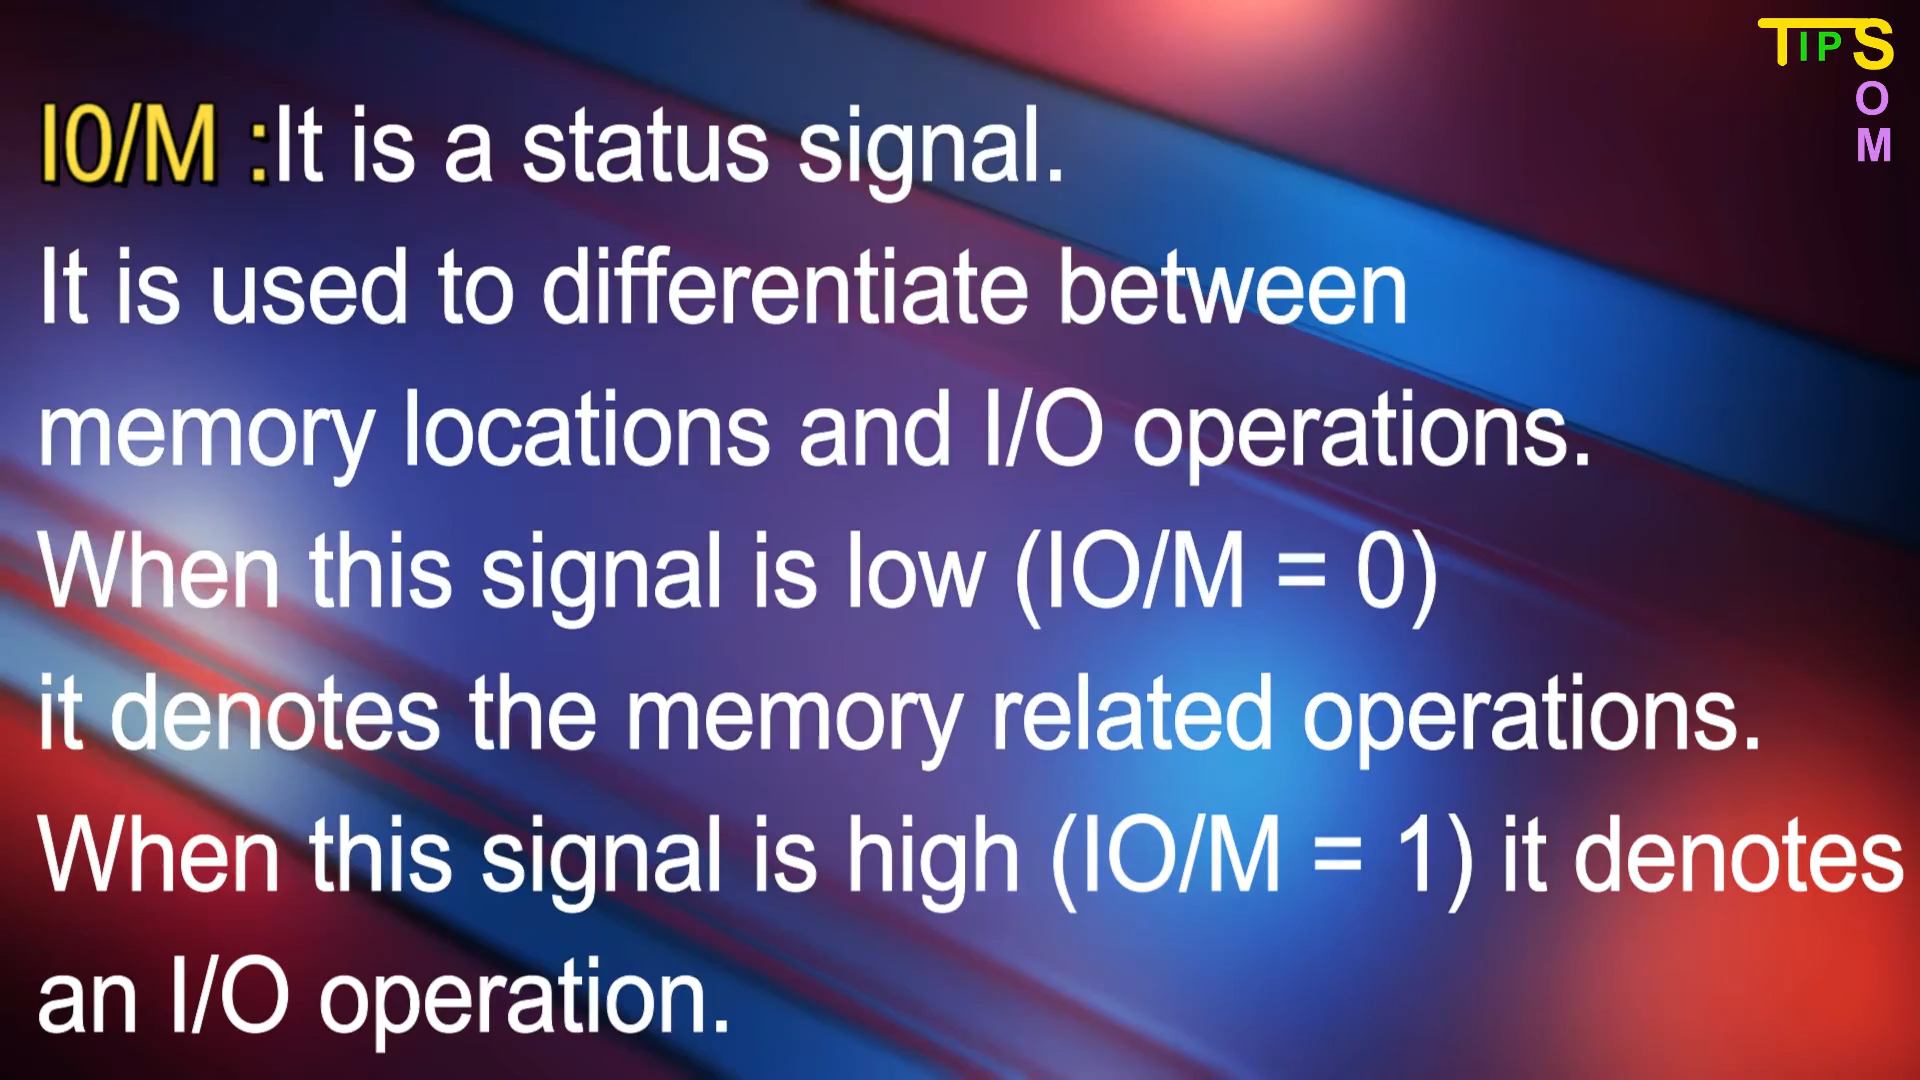 TIPS
O
M
I0/M :It is a status signal.
It is used to differentiate between
memory locations and I/O operations.
When this signal is low (IO/M = 0)
it denotes the memory related operations.
When this signal is high (IO/M = 1) it denotes
an I/O operation.